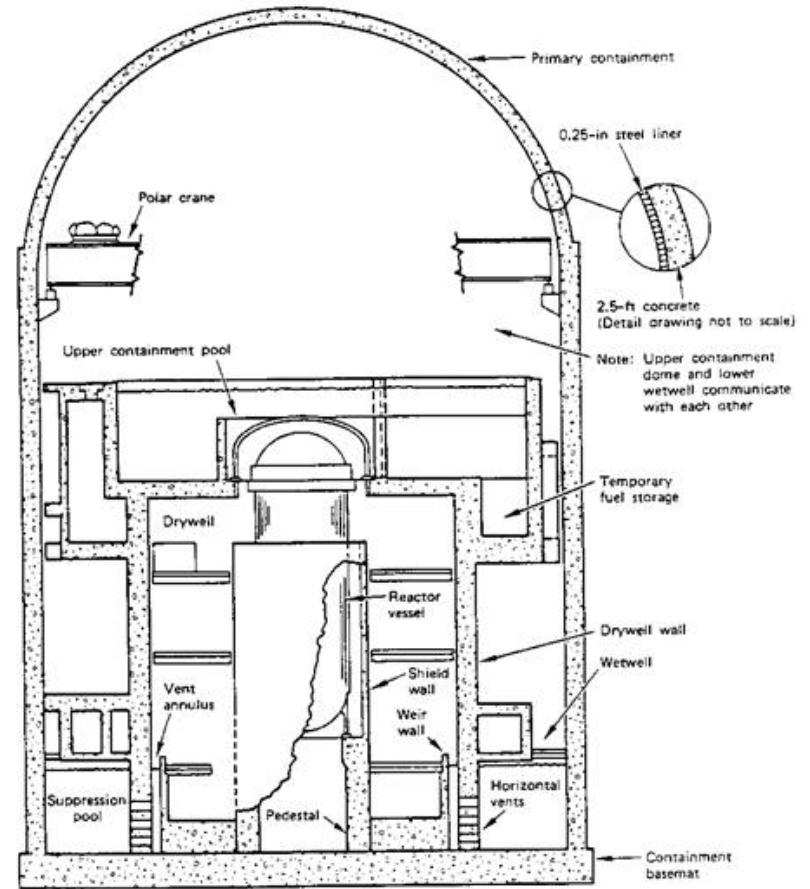 Primary containment
0.25-in steel liner
Polar crane
2.5-ft concrete
(Detail drawing not to scale)
Upper containment pool
Note: Upper containment
dome and lower
wetwell communicate
with each other
Temporary
fuel storage
Drywell
Reactor
vessel
Drywell wall
Wetwell
Shield
wall
Vent
annulus
Weir
wall
Suppression
pool
Horizontal
vents
Pedestal
Containment
basemat